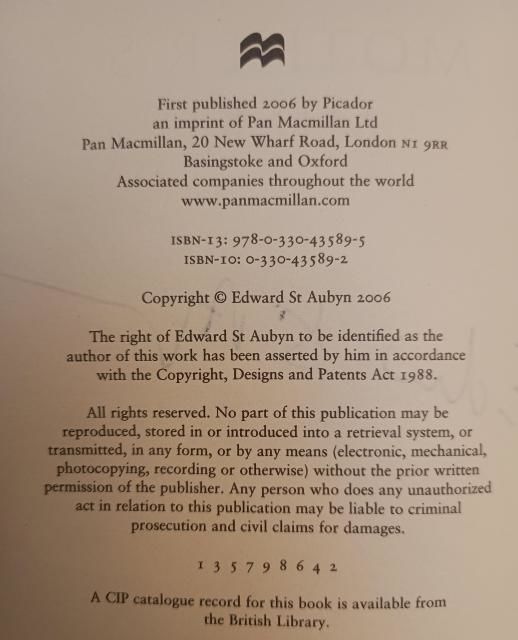 First published 2006 by Picador
an imprint of Pan Macmillan Ltd
Pan Macmillan, 20 New Wharf Road, London N1 9RR
Basingstoke and Oxford
Associated companies throughout the world
www.panmacmillan.com
ISBN-13: 978-0-330-43589-5
ISBN-10: 0-330-43589-2
Copyright © Edward St Aubyn 2006
The right of Edward St Aubyn to be identified as the
author of this work has been asserted by him in accordance
with the Copyright, Designs and Patents Act 1988.
All rights reserved. No part of this publication may be
reproduced, stored in or introduced into a retrieval system, or
transmitted, in any form, or by any means (electronic, mechanical,
photocopying, recording or otherwise) without the prior written
permission of the publisher. Any person who does any unauthorized
act in relation to this publication may be liable to criminal
prosecution and civil claims for damages.
1 3 5 7 9 8 6 4 2
A CIP catalogue record for this book is available from
the British Library.